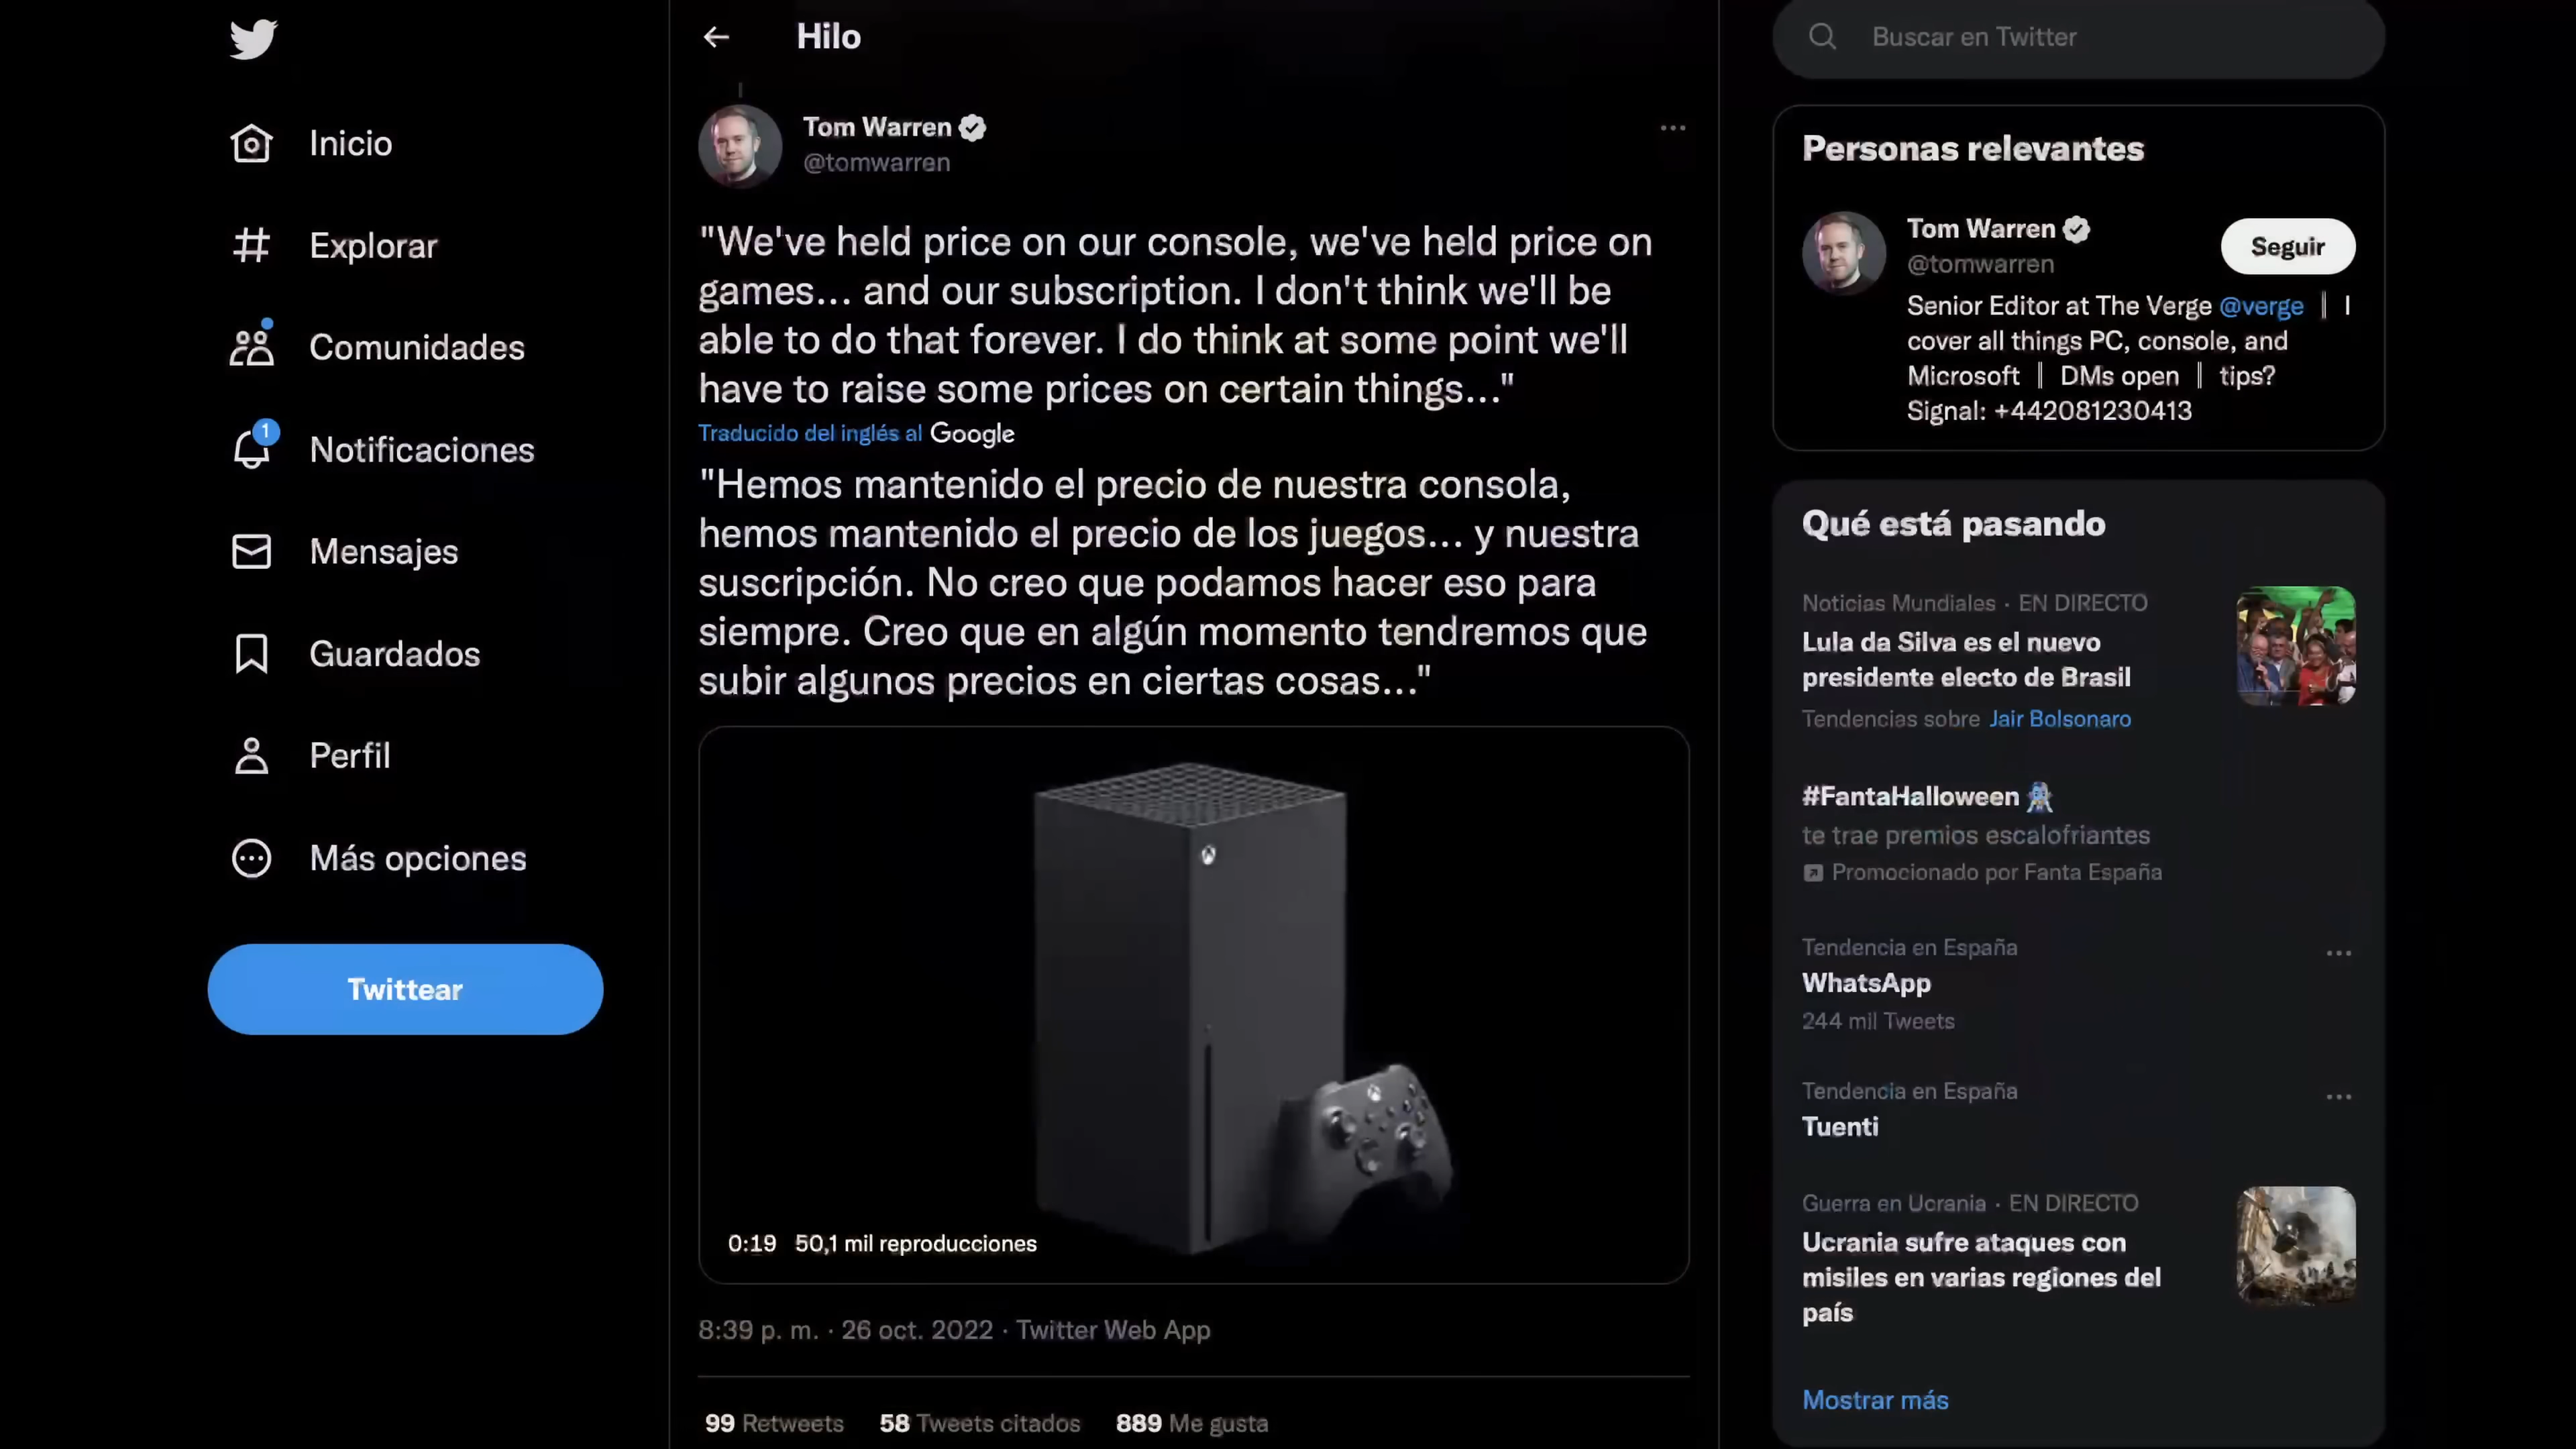 Inicio
Explorar
Comunidades
1
Notificaciones
Mensajes
Guardados
Perfil
Más opciones
Twittear
Hilo
Tom Warren
@tomwarren
"We've held price on our console, we've held price on
games... and our subscription. I don't think we'll be
able to do that forever. I do think at some point we'll
have to raise some prices on certain things..."
Traducido del inglés al Google
"Hemos mantenido el precio de nuestra consola,
hemos mantenido el precio de los juegos... y nuestra
suscripción. No creo que podamos hacer eso para
siempre. Creo que en algún momento tendremos que
subir algunos precios en ciertas cosas..."
0:19 50,1 mil reproducciones
8:39 p. m. · 26 oct. 2022 · Twitter Web App
99 Retweets 58 Tweets citados 889 Me gusta
Buscar en Twitter
Personas relevantes
Tom Warren
@tomwarren
Seguir
Senior Editor at The Verge @verge || I
cover all things PC, console, and
Microsoft || DMs open || tips?
Signal: +442081230413
Qué está pasando
Noticias Mundiales · EN DIRECTO
Lula da Silva es el nuevo
presidente electo de Brasil
Tendencias sobre Jair Bolsonaro
#FantaHalloween
te trae premios escalofriantes
Promocionado por Fanta España
Tendencia en España
WhatsApp
244 mil Tweets
Tendencia en España
Tuenti
Guerra en Ucrania · EN DIRECTO
Ucrania sufre ataques con
misiles en varias regiones del
país
Mostrar más